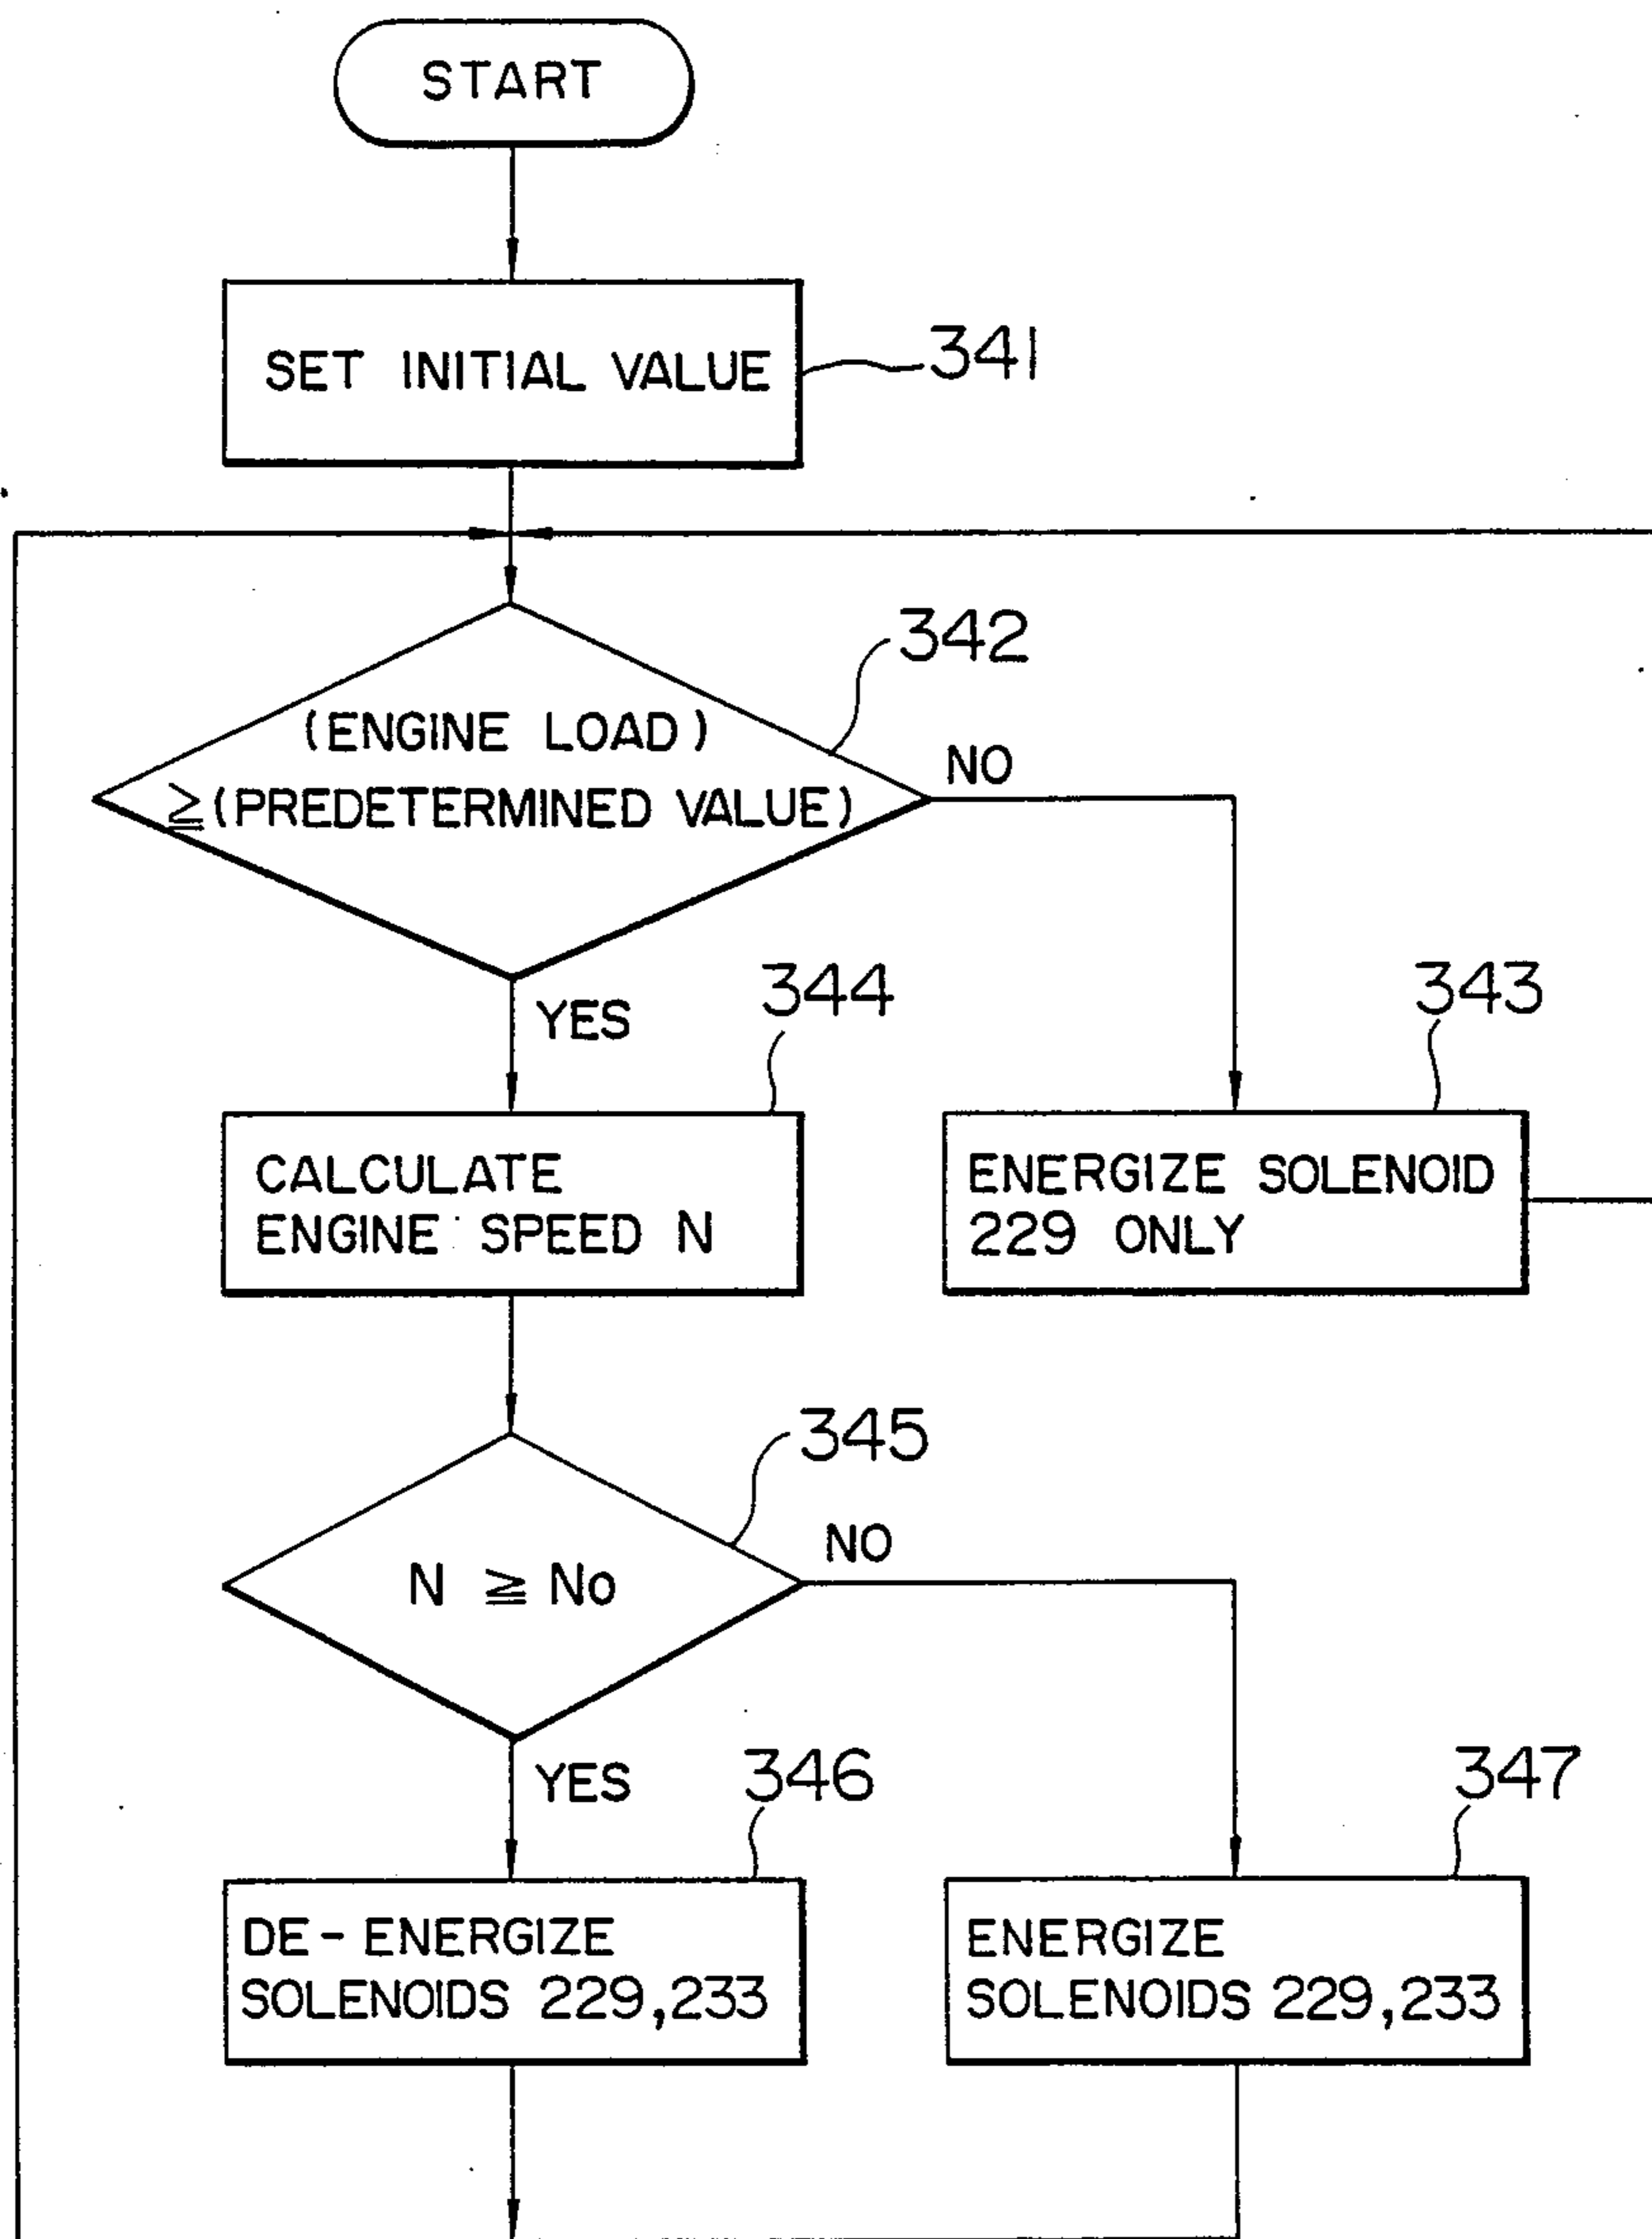 START
SET INITIAL VALUE
341
342
(ENGINE LOAD)
≧(PREDETERMINED VALUE)
NO
YES
344
343
CALCULATE
ENGINE SPEED N
ENERGIZE SOLENOID
229 ONLY
345
N ≧ No
NO
YES
346
347
DE-ENERGIZE
SOLENOIDS 229,233
ENERGIZE
SOLENOIDS 229,233